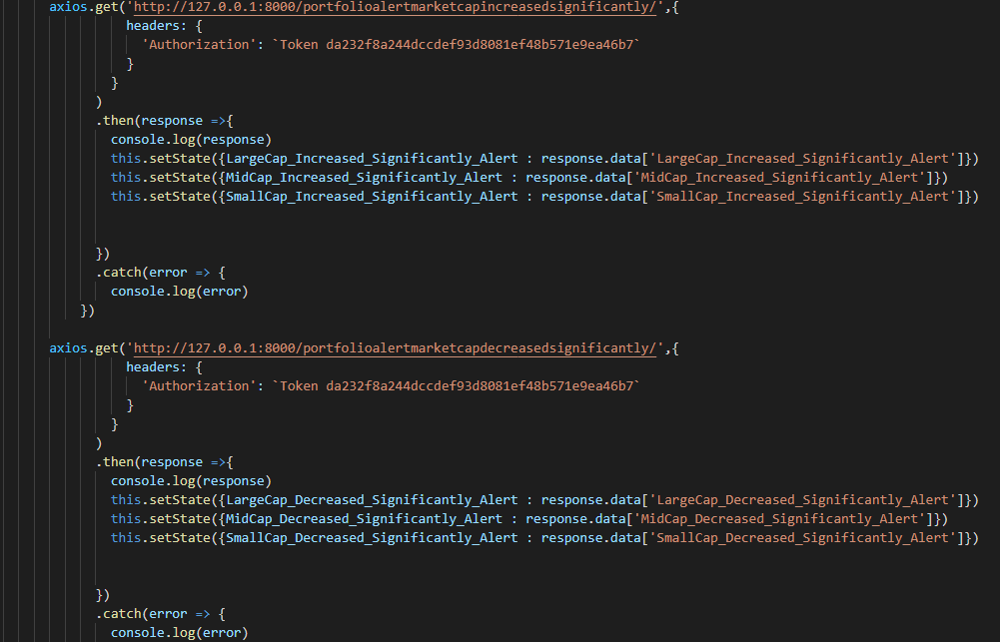 axios.get('http://127.0.0.1:8000/portfolioalertmarketcapincreasedsignificantly/',{
headers: {
'Authorization': `Token da232f8a244dccdef93d8081ef48b571e9ea46b7`
}
}
)
.then(response =>{
console.log(response)
this.setState({LargeCap_Increased_Significantly_Alert : response.data['LargeCap_Increased_Significantly_Alert']})
this.setState({MidCap_Increased_Significantly_Alert : response.data['MidCap_Increased_Significantly_Alert']})
this.setState({SmallCap_Increased_Significantly_Alert : response.data['SmallCap_Increased_Significantly_Alert']})
})
.catch(error => {
console.log(error)
})
axios.get('http://127.0.0.1:8000/portfolioalertmarketcapdecreasedsignificantly/',{
headers: {
'Authorization': `Token da232f8a244dccdef93d8081ef48b571e9ea46b7`
}
}
)
.then(response =>{
console.log(response)
this.setState({LargeCap_Decreased_Significantly_Alert : response.data['LargeCap_Decreased_Significantly_Alert']})
this.setState({MidCap_Decreased_Significantly_Alert : response.data['MidCap_Decreased_Significantly_Alert']})
this.setState({SmallCap_Decreased_Significantly_Alert : response.data['SmallCap_Decreased_Significantly_Alert']})
})
.catch(error => {
console.log(error)